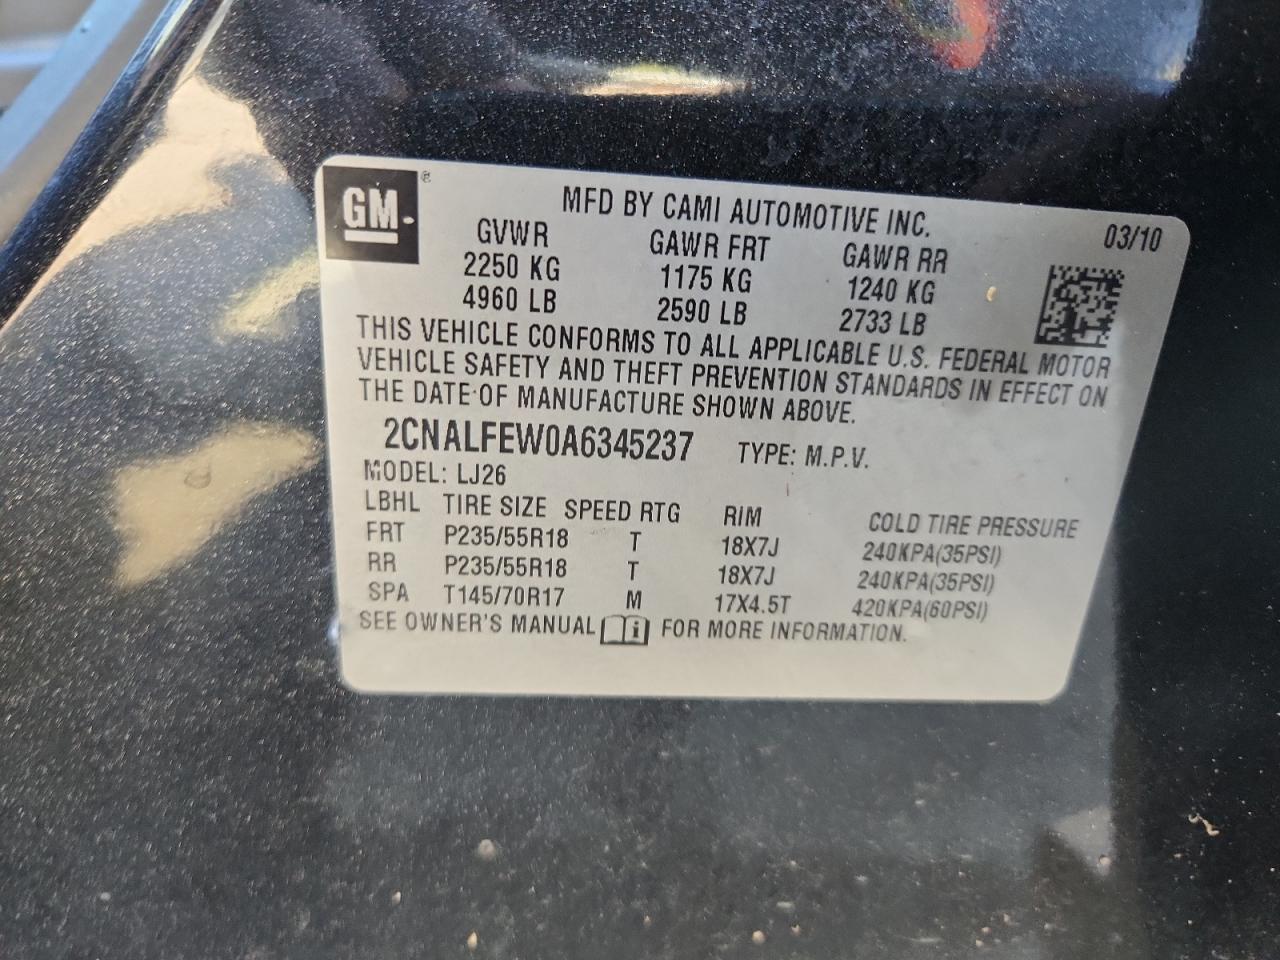 GM ®
MFD BY CAMI AUTOMOTIVE INC.
03/10
GVWR GAWR FRT GAWR RR
2250 KG 1175 KG 1240 KG
4960 LB 2590 LB 2733 LB
THIS VEHICLE CONFORMS TO ALL APPLICABLE U.S. FEDERAL MOTOR
VEHICLE SAFETY AND THEFT PREVENTION STANDARDS IN EFFECT ON
THE DATE OF MANUFACTURE SHOWN ABOVE.
2CNALFEW0A6345237 TYPE: M.P.V.
MODEL: LJ26
LBHL TIRE SIZE SPEED RTG RIM COLD TIRE PRESSURE
FRT P235/55R18 T 18X7J 240KPA(35PSI)
RR P235/55R18 T 18X7J 240KPA(35PSI)
SPA T145/70R17 M 17X4.5T 420KPA(60PSI)
SEE OWNER'S MANUAL i FOR MORE INFORMATION.